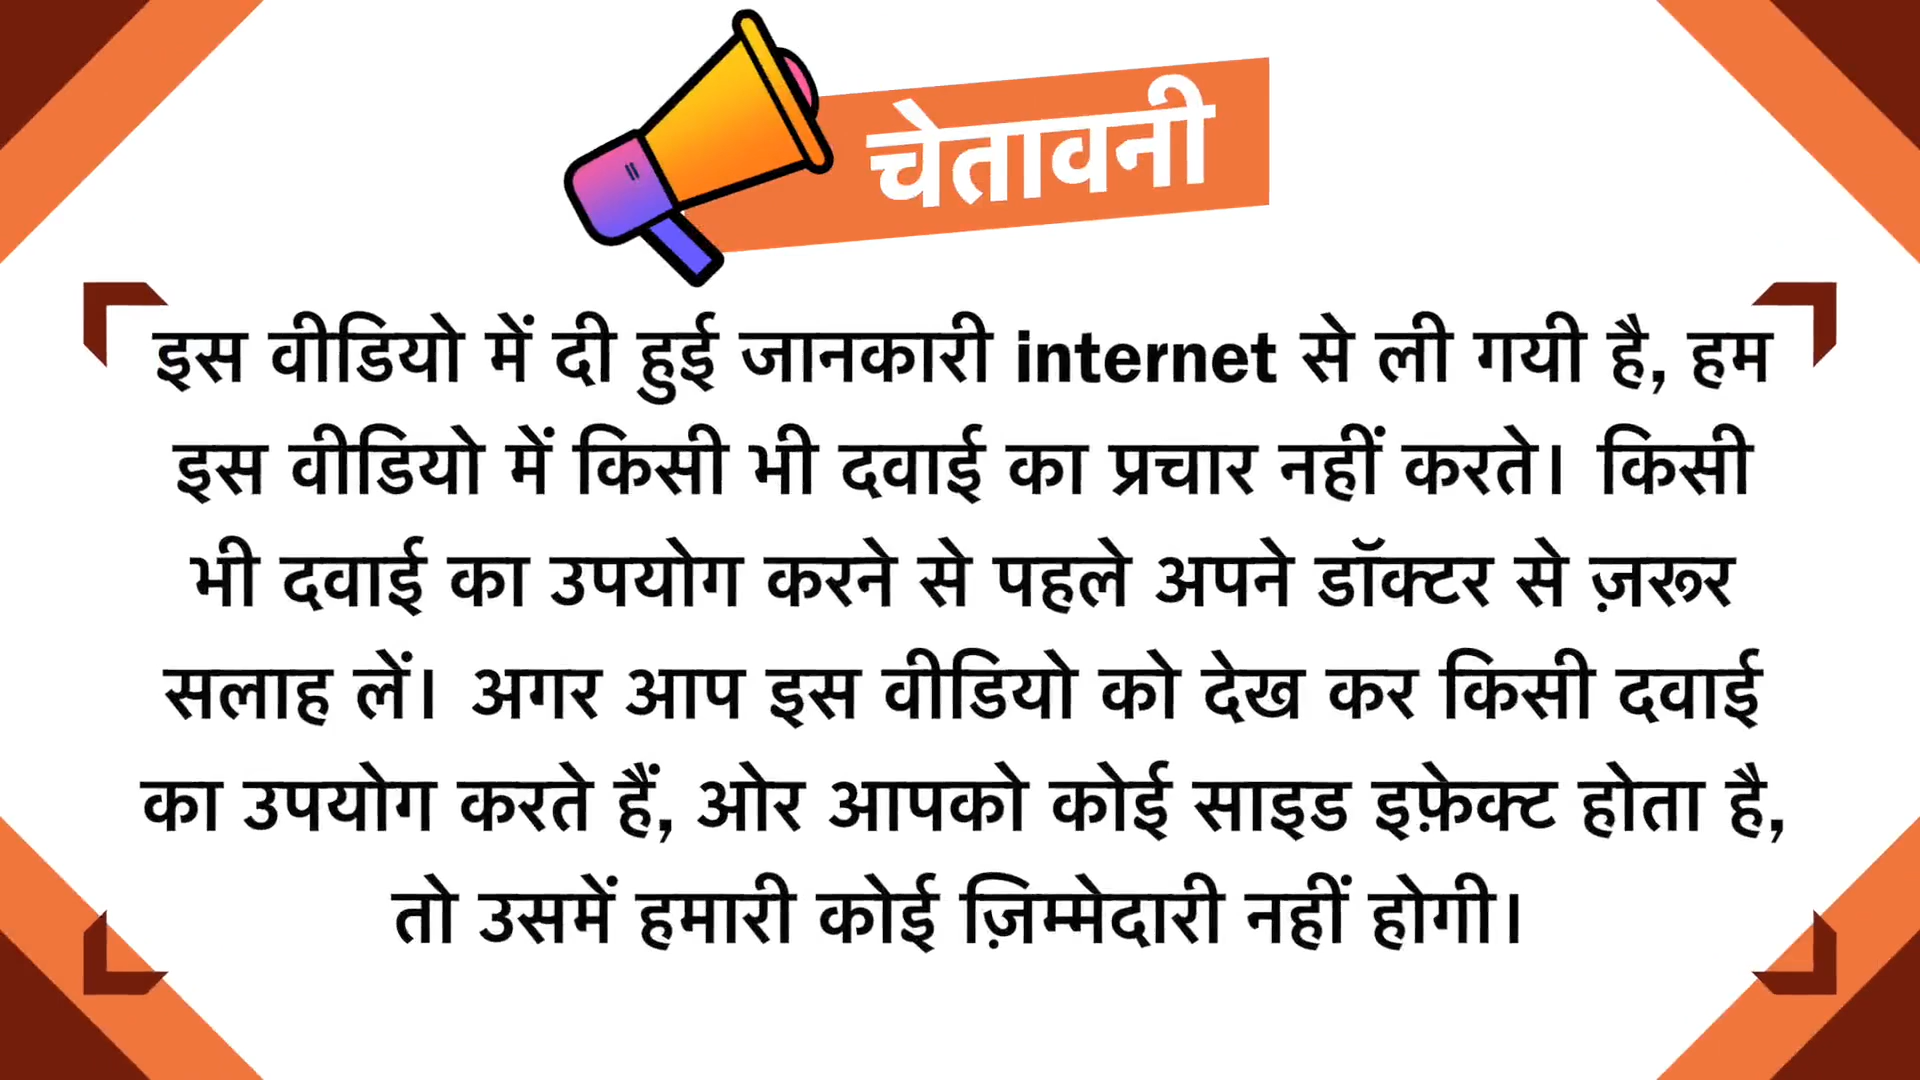 चेतावनी
इस वीडियो में दी हुई जानकारी internet से ली गयी है, हम
इस वीडियो में किसी भी दवाई का प्रचार नहीं करते। किसी
भी दवाई का उपयोग करने से पहले अपने डॉक्टर से ज़रूर
सलाह लें। अगर आप इस वीडियो को देख कर किसी दवाई
का उपयोग करते हैं, ओर आपको कोई साइड इफ़ेक्ट होता है,
तो उसमें हमारी कोई ज़िम्मेदारी नहीं होगी।